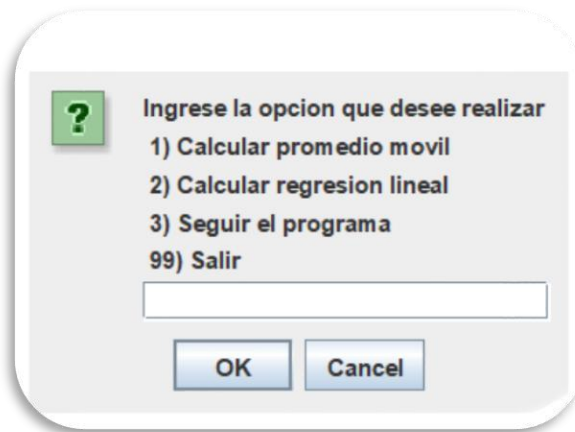 Ingrese la opcion que desee realizar
1) Calcular promedio movil
2) Calcular regresion lineal
3) Seguir el programa
99) Salir
OK Cancel